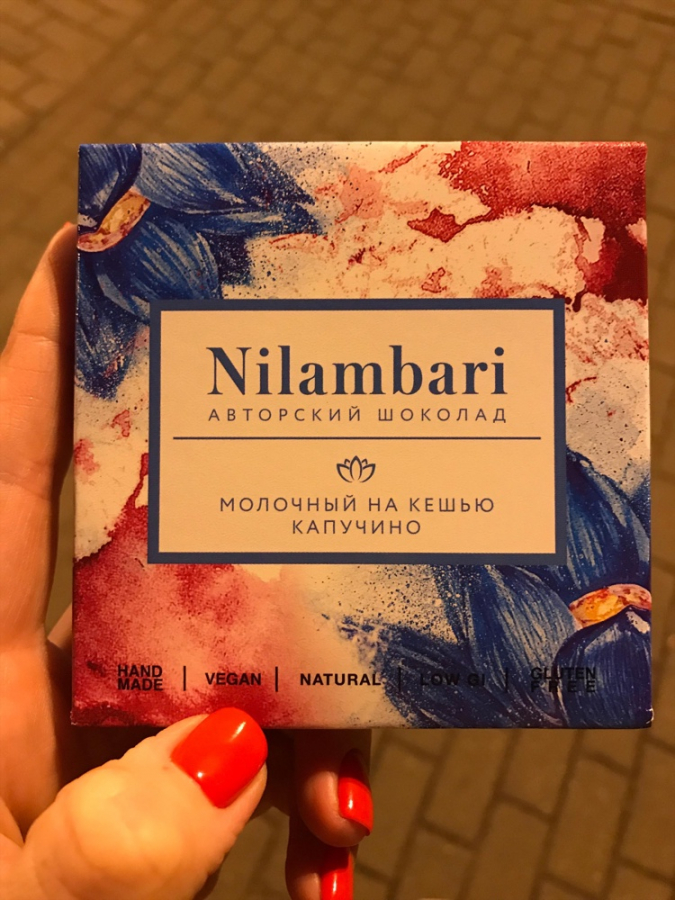 Nilambari
АВТОРСКИЙ ШОКОЛАД
МОЛОЧНЫЙ НА КЕШЬЮ
КАПУЧИНО
HAND MADE | VEGAN | NATURAL | LOW GI | GLUTEN FREE